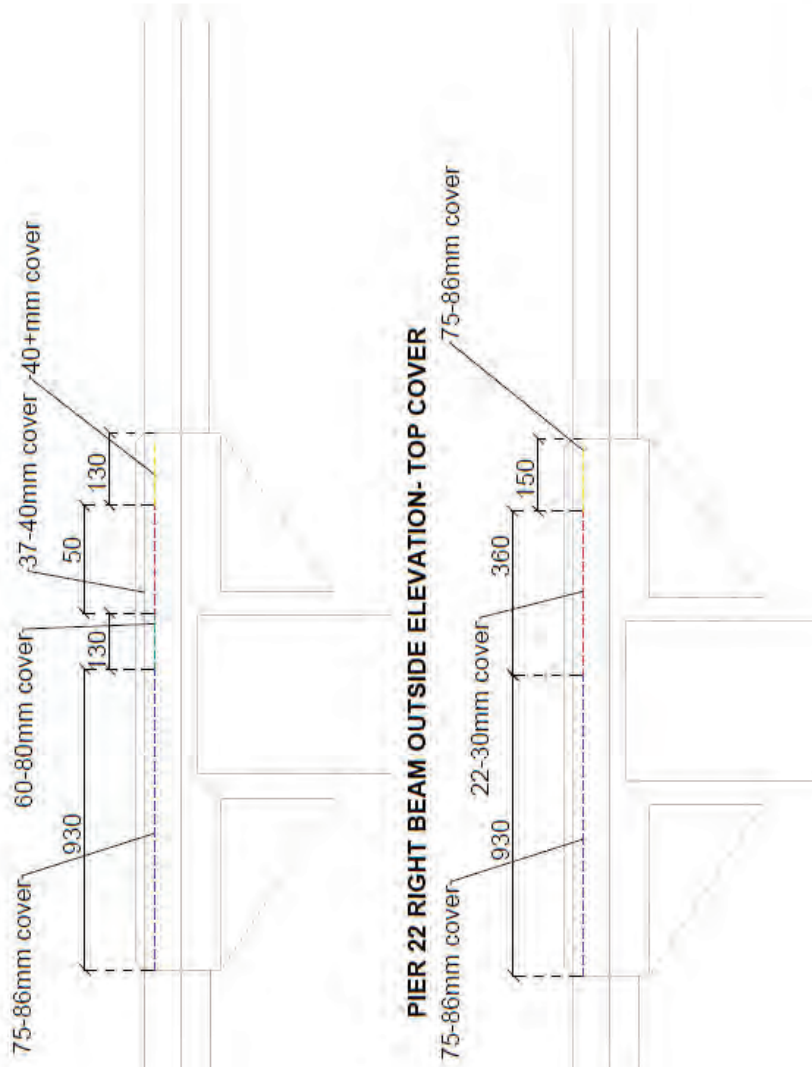 75-86mm cover
60-80mm cover
37-40mm cover
-40+mm cover
930
130
50
130
PIER 22 RIGHT BEAM OUTSIDE ELEVATION- TOP COVER
75-86mm cover
22-30mm cover
75-86mm cover
930
360
150